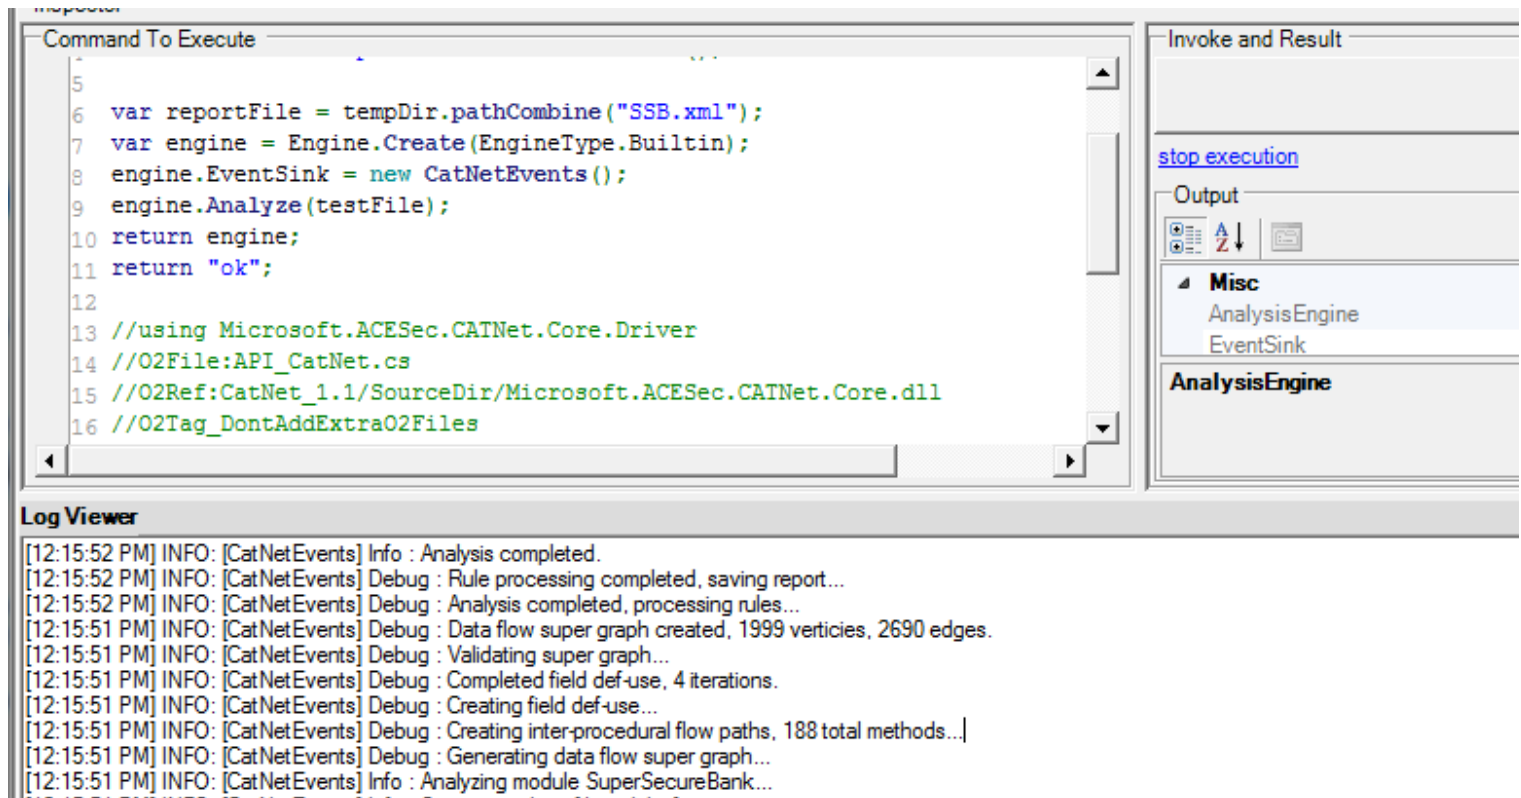 Inspector
Command To Execute
5
6 var reportFile = tempDir.pathCombine("SSB.xml");
7 var engine = Engine.Create(EngineType.Builtin);
8 engine.EventSink = new CatNetEvents();
9 engine.Analyze(testFile);
10 return engine;
11 return "ok";
12
13 //using Microsoft.ACESec.CATNet.Core.Driver
14 //O2File:API_CatNet.cs
15 //O2Ref:CatNet_1.1/SourceDir/Microsoft.ACESec.CATNet.Core.dll
16 //O2Tag_DontAddExtraO2Files
Invoke and Result
stop execution
Output
A
Z
Misc
AnalysisEngine
EventSink
AnalysisEngine
Log Viewer
[12:15:52 PM] INFO: [CatNetEvents] Info : Analysis completed.
[12:15:52 PM] INFO: [CatNetEvents] Debug : Rule processing completed, saving report...
[12:15:52 PM] INFO: [CatNetEvents] Debug : Analysis completed, processing rules...
[12:15:51 PM] INFO: [CatNetEvents] Debug : Data flow super graph created, 1999 verticies, 2690 edges.
[12:15:51 PM] INFO: [CatNetEvents] Debug : Validating super graph...
[12:15:51 PM] INFO: [CatNetEvents] Debug : Completed field def-use, 4 iterations.
[12:15:51 PM] INFO: [CatNetEvents] Debug : Creating field def-use...
[12:15:51 PM] INFO: [CatNetEvents] Debug : Creating inter-procedural flow paths, 188 total methods...
[12:15:51 PM] INFO: [CatNetEvents] Debug : Generating data flow super graph...
[12:15:51 PM] INFO: [CatNetEvents] Info : Analyzing module SuperSecureBank...